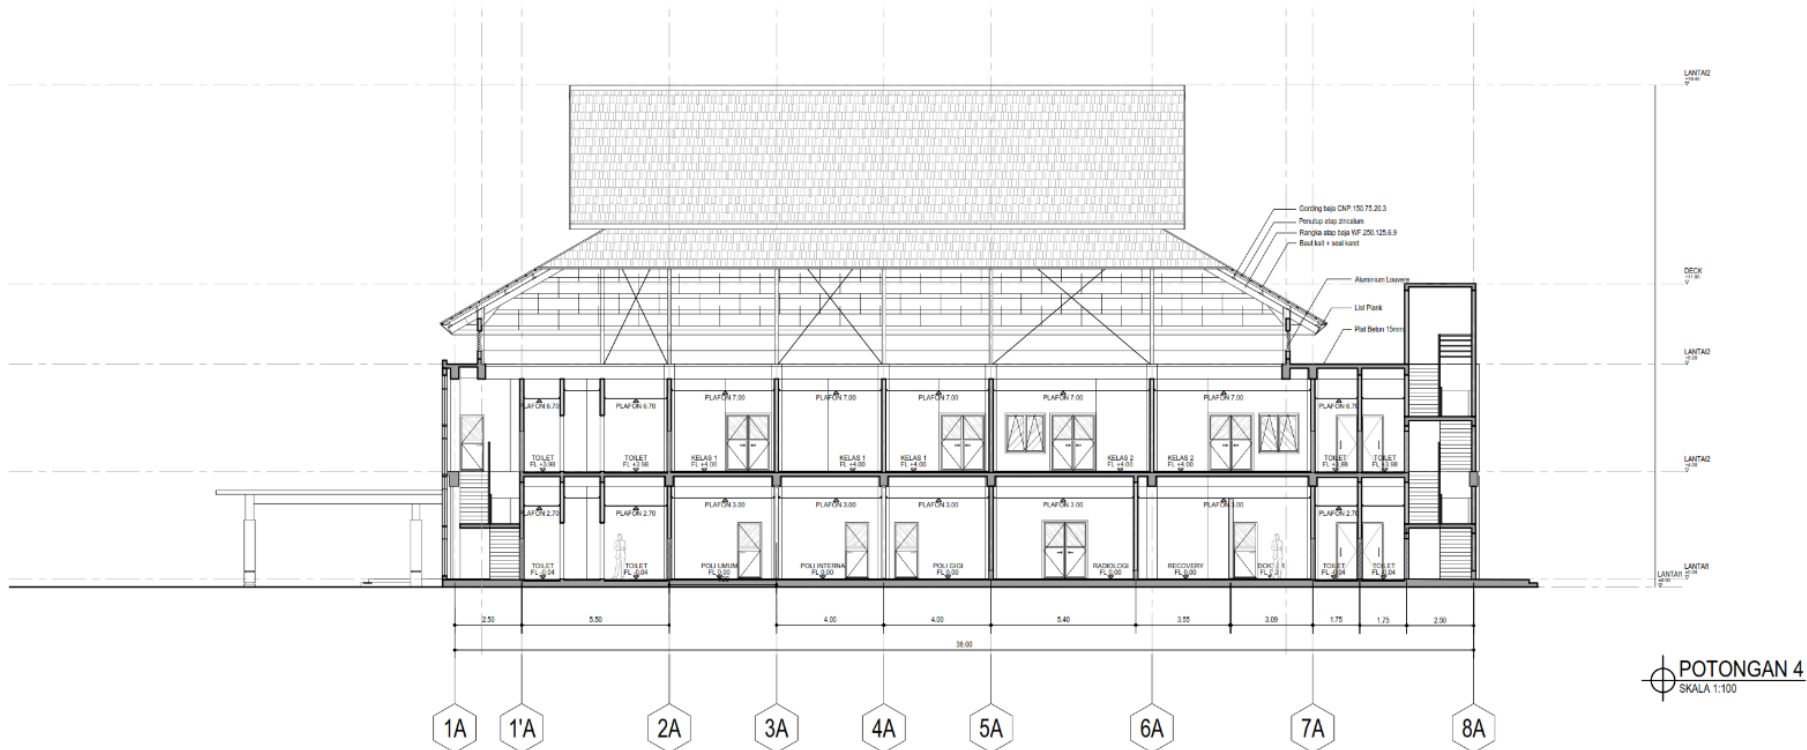 LANTAI2
Gording baja CNP.150.75.20.3
Penutup atap zincalum
Rangka atap baja WF 250.125.6.9
Baut kait + seal karet
DECK
+11.00
Aluminium Louvere
List Plank
Plat Beton 15mm
LANTAI2
PLAFON 6.70
PLAFON 6.70
PLAFON 7.00
PLAFON 7.00
PLAFON 7.00
PLAFON 7.00
PLAFON 7.00
PLAFON 6.70
TOILET
FL +3.98
TOILET
FL +3.98
KELAS 1
FL +4.00
KELAS 1
FL +4.00
KELAS 1
FL +4.00
KELAS 2
FL +4.00
KELAS 2
FL +4.00
TOILET
FL +3.98
TOILET
FL +3.98
LANTAI2
+4.00
PLAFON 2.70
PLAFON 2.70
PLAFON 3.00
PLAFON 3.00
PLAFON 3.00
PLAFON 3.00
PLAFON 3.00
PLAFON 2.70
TOILET
FL -0.04
TOILET
FL -0.04
POLI UMUM
FL 0.00
POLI INTERNA
FL 0.00
POLI GIGI
FL 0.00
RADIOLOGI
FL 0.00
RECOVERY
FL 0.00
TOILET
FL -0.04
TOILET
FL -0.04
LANTAI1
LANTAI1
2.50
5.50
4.00
4.00
5.40
3.55
3.09
1.75
1.75
2.50
38.00
POTONGAN 4
SKALA 1:100
1A
1'A
2A
3A
4A
5A
6A
7A
8A